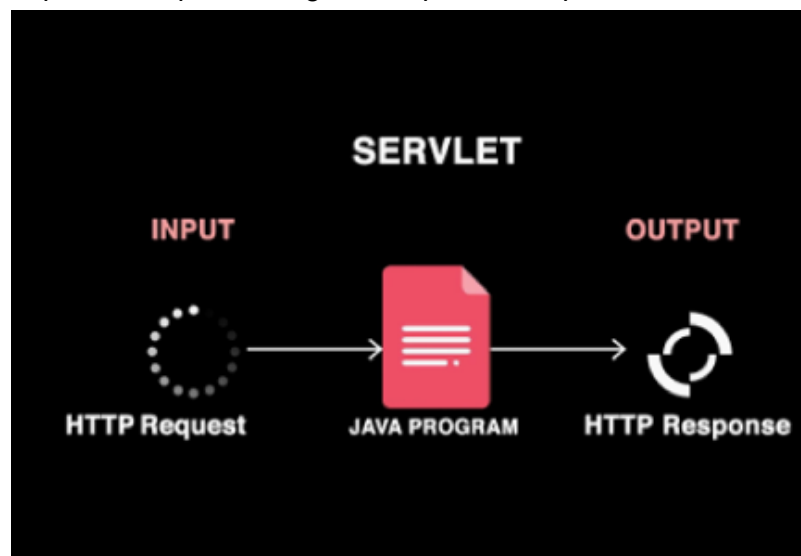 SERVLET
INPUT
OUTPUT
HTTP Request
JAVA PROGRAM
HTTP Response